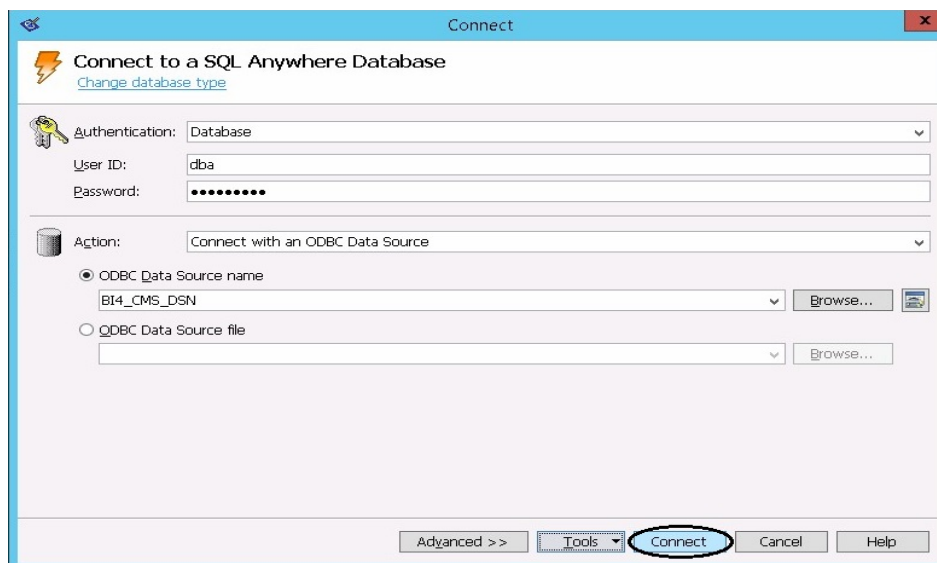 Connect
x
Connect to a SQL Anywhere Database
Change database type
Authentication: Database
User ID: dba
Password: •••••••••
Action: Connect with an ODBC Data Source
ODBC Data Source name
BI4_CMS_DSN Browse...
ODBC Data Source file
Browse...
Advanced >> Tools Connect Cancel Help